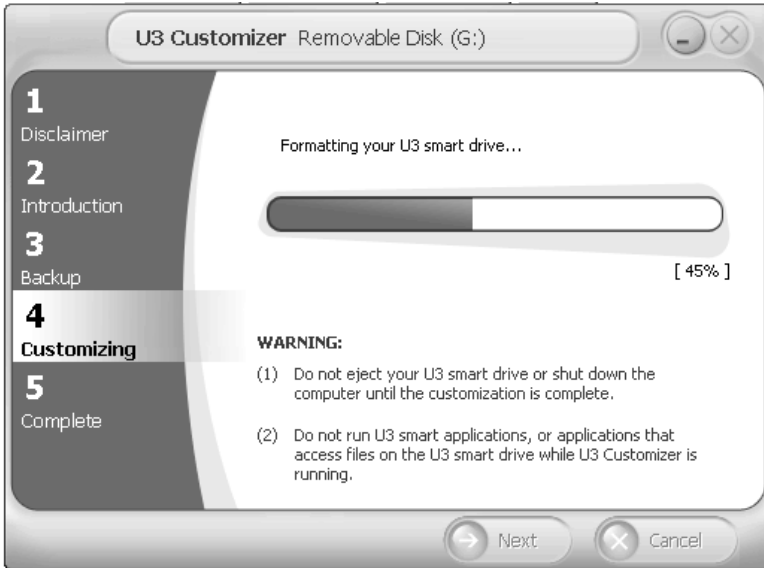 U3 Customizer Removable Disk (G:)
1
Disclaimer
2
Introduction
3
Backup
4
Customizing
5
Complete
Formatting your U3 smart drive...
[ 45% ]
WARNING:
(1) Do not eject your U3 smart drive or shut down the
computer until the customization is complete.
(2) Do not run U3 smart applications, or applications that
access files on the U3 smart drive while U3 Customizer is
running.
Next
Cancel